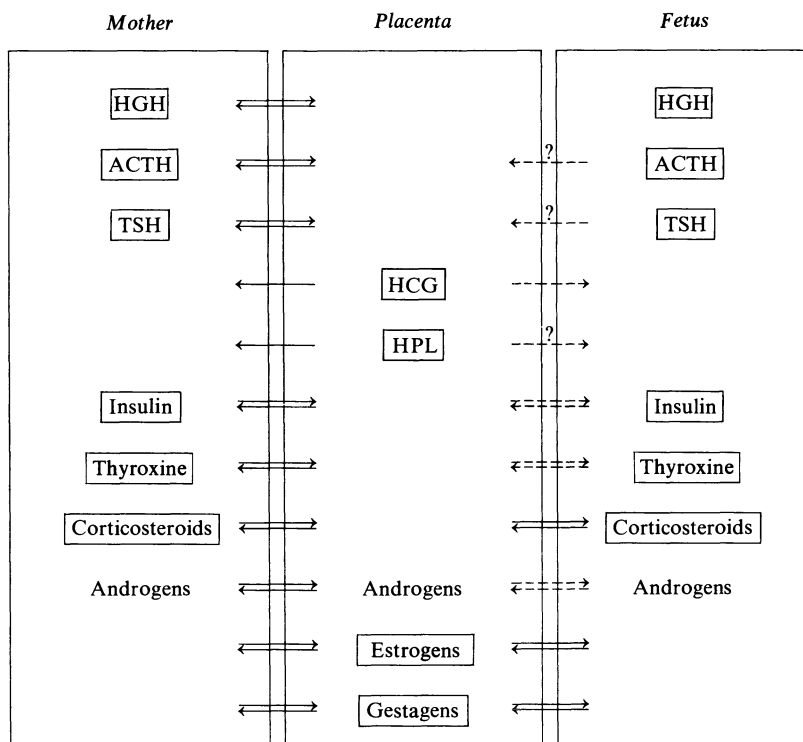 Mother Placenta Fetus
HGH HGH
ACTH ? ACTH
TSH ? TSH
HCG
HPL ?
Insulin Insulin
Thyroxine Thyroxine
Corticosteroids Corticosteroids
Androgens Androgens Androgens
Estrogens
Gestagens